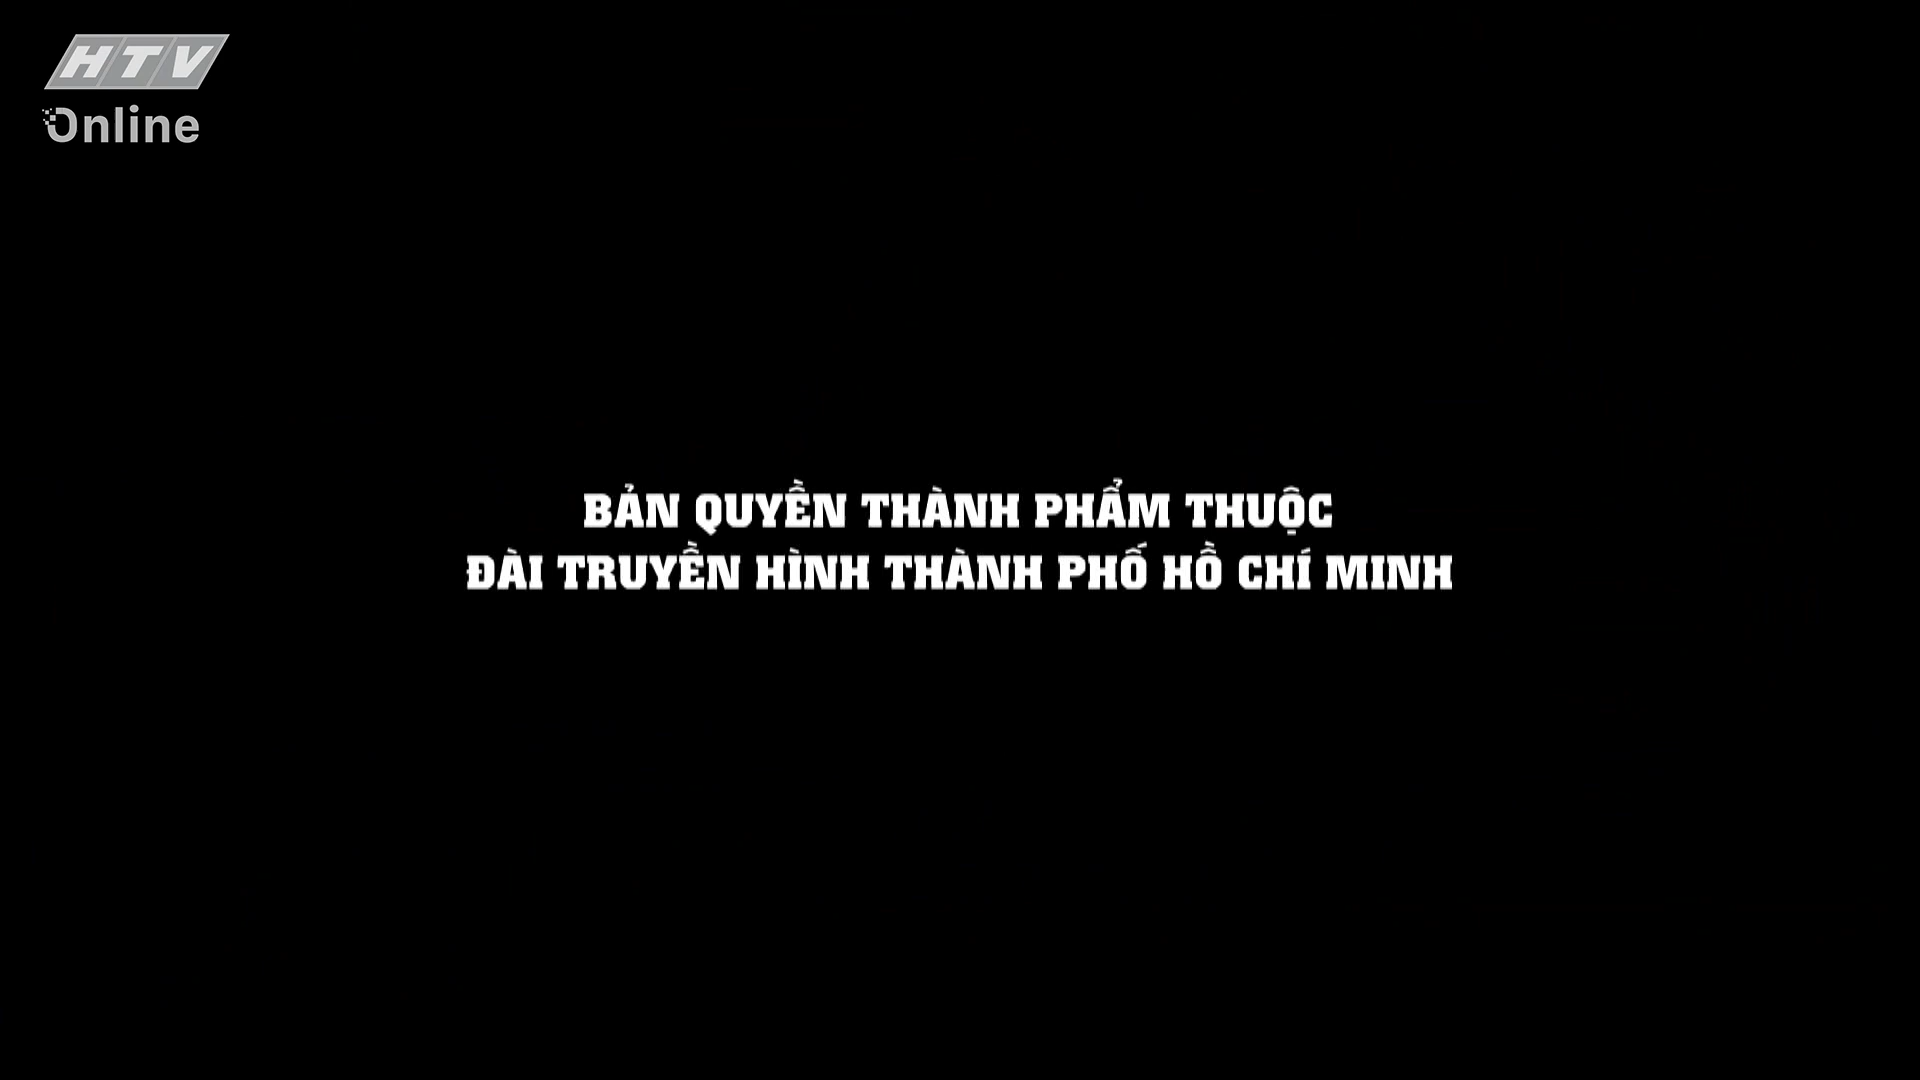 HTV
Online
BẢN QUYỀN THÀNH PHẨM THUỘC
ĐÀI TRUYỀN HÌNH THÀNH PHỐ HỒ CHÍ MINH